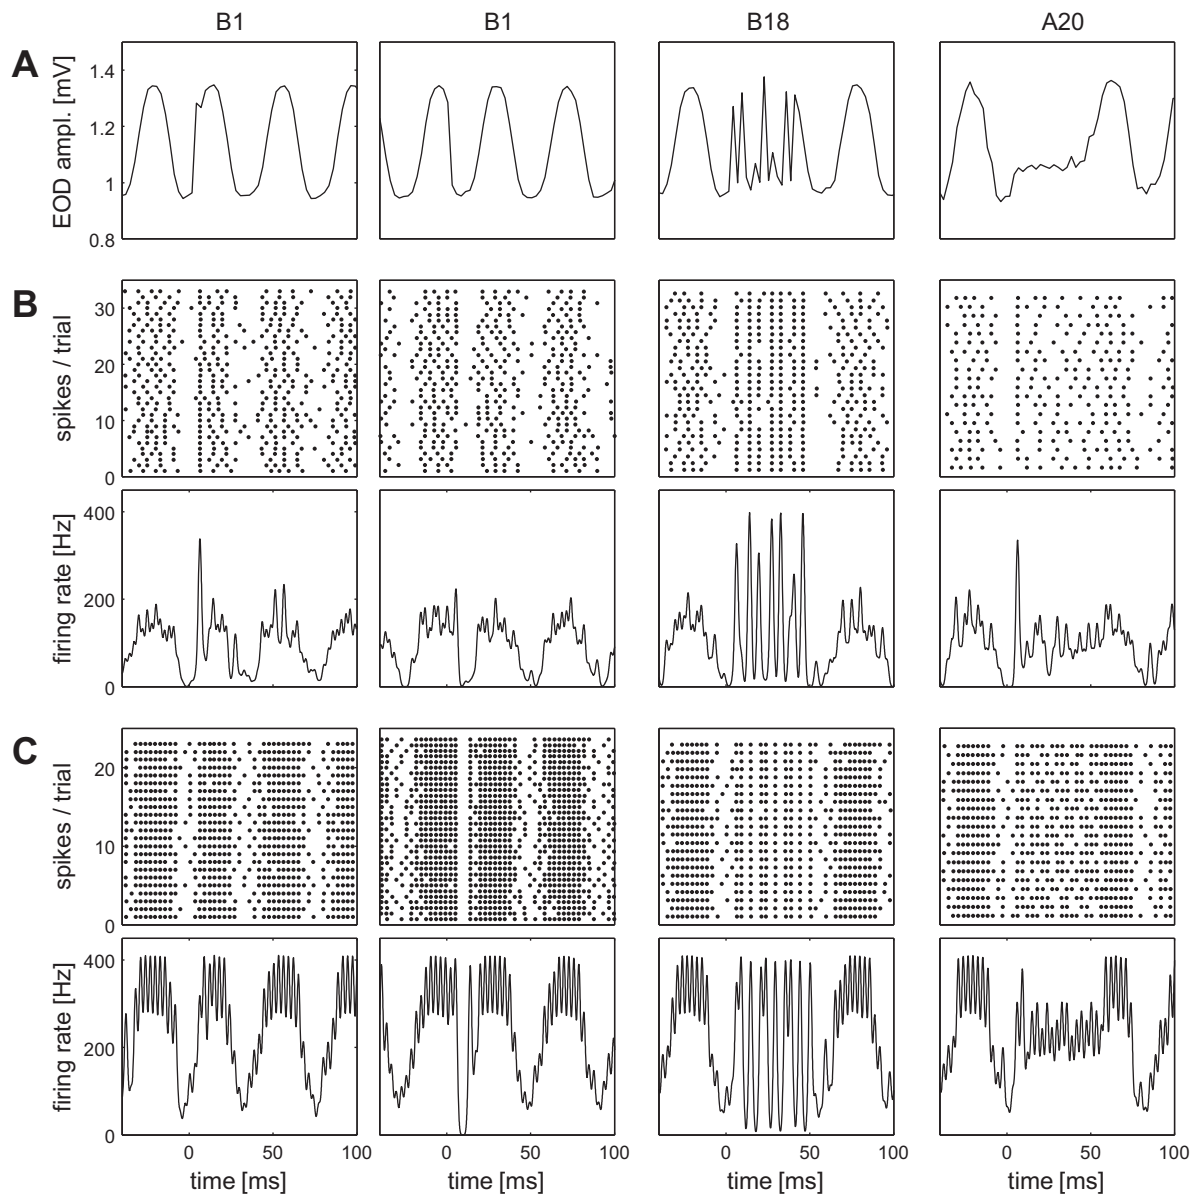 B1 B1 B18 A20
A
EOD ampl. [mV]
1.4
1.2
1
0.8
B
spikes / trial
30
20
10
0
firing rate [Hz]
400
200
0
C
spikes / trial
20
10
0
firing rate [Hz]
400
200
0
0 50 100 0 50 100 0 50 100 0 50 100
time [ms] time [ms] time [ms] time [ms]